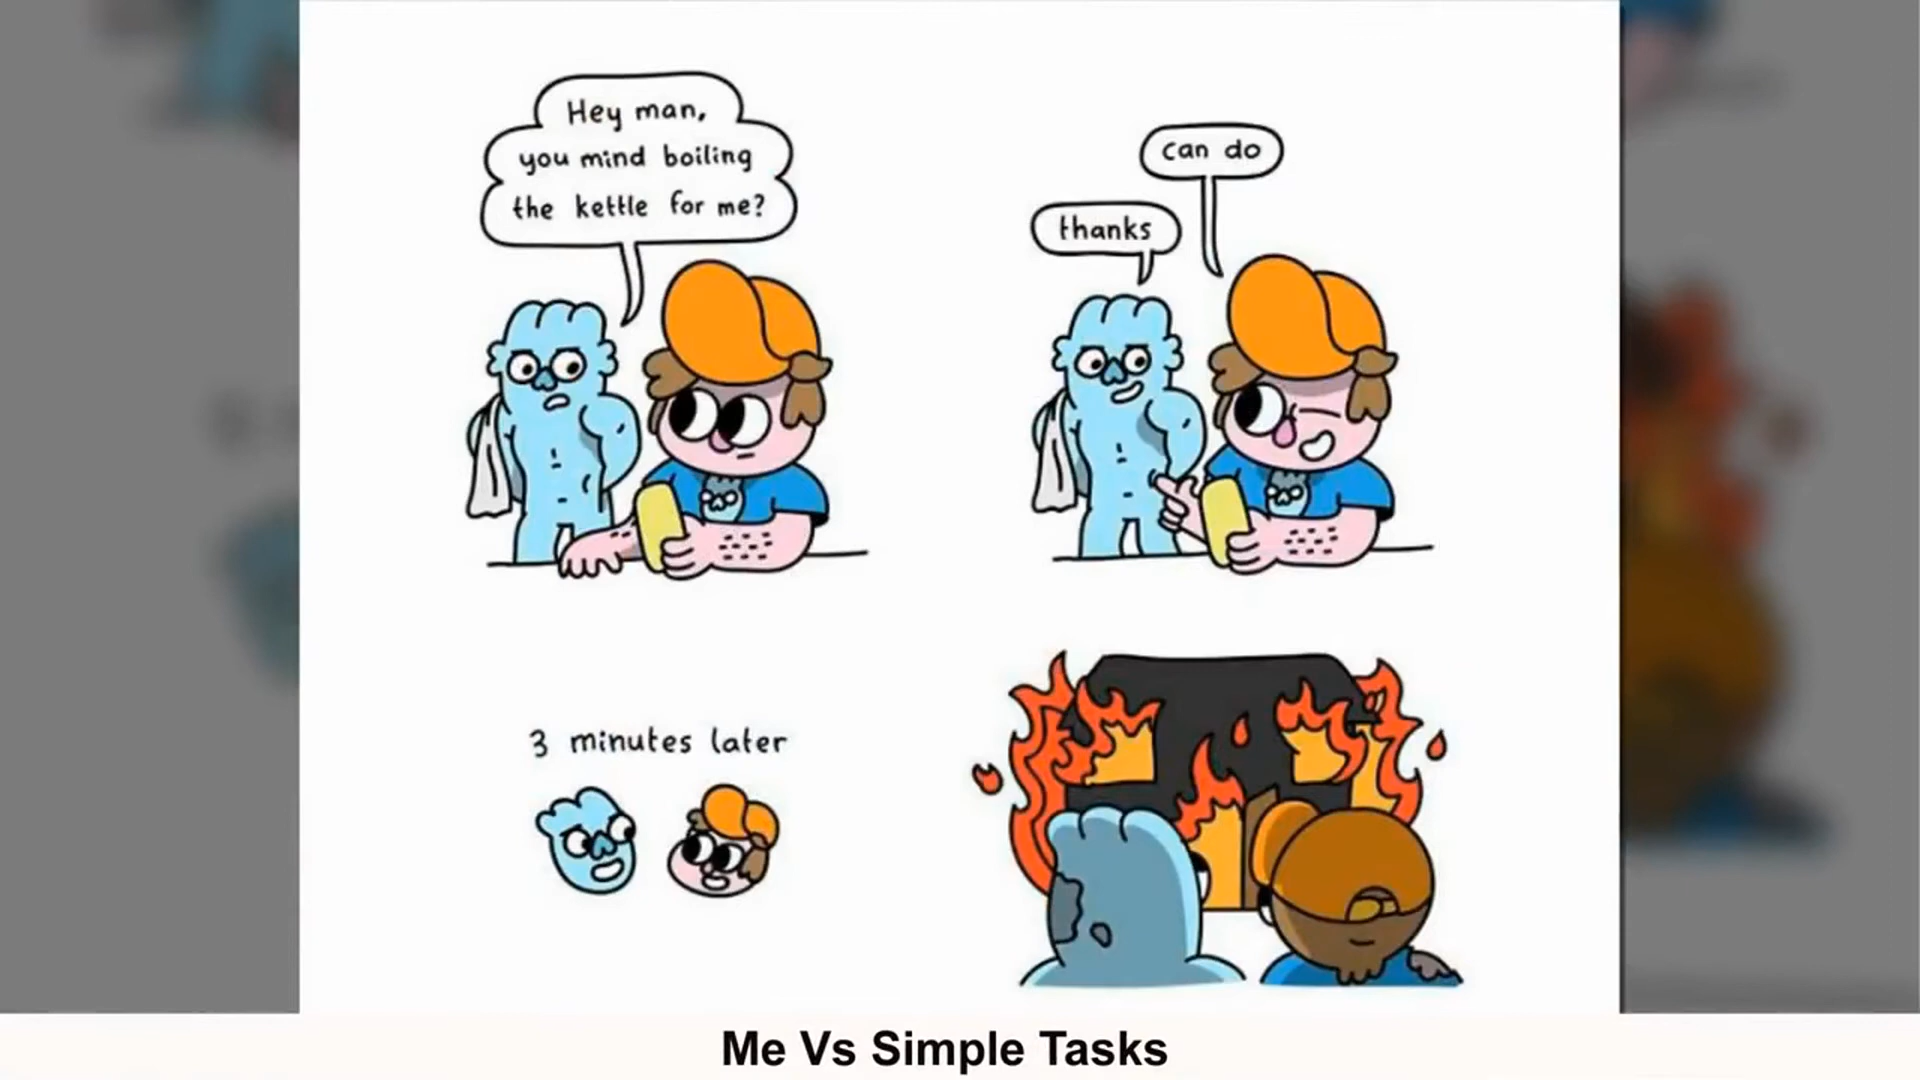 Hey man,
you mind boiling
the kettle for me?
can do
thanks
3 minutes later
Me Vs Simple Tasks